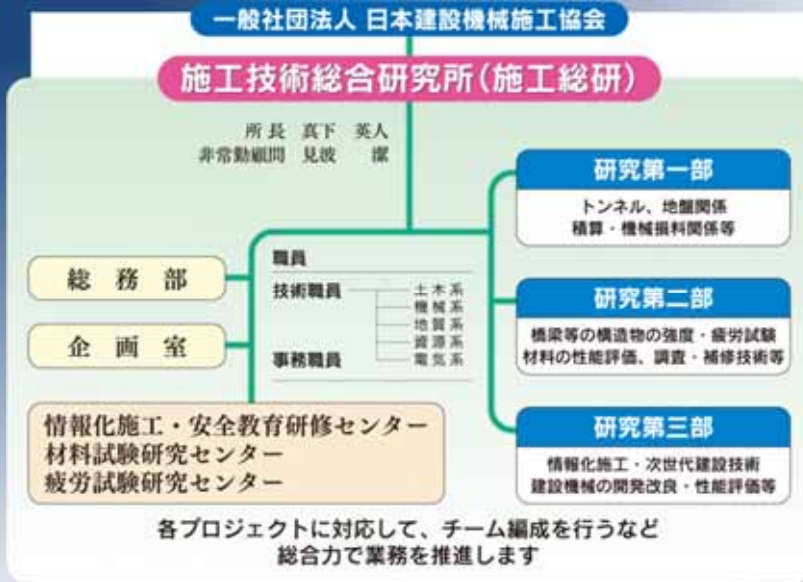 一般社団法人 日本建設機械施工協会
施工技術総合研究所(施工総研)
所長 真下 英人
非常勤顧問 見波 潔
総務部
企画室
情報化施工・安全教育研修センター
材料試験研究センター
疲労試験研究センター
職員
技術職員
土木系
機械系
地質系
資源系
電気系
事務職員
研究第一部
トンネル、地盤関係
積算・機械損料関係等
研究第二部
橋梁等の構造物の強度・疲労試験
材料の性能評価、調査・補修技術等
研究第三部
情報化施工・次世代建設技術
建設機械の開発改良・性能評価等
各プロジェクトに対応して、チーム編成を行うなど
総合力で業務を推進します